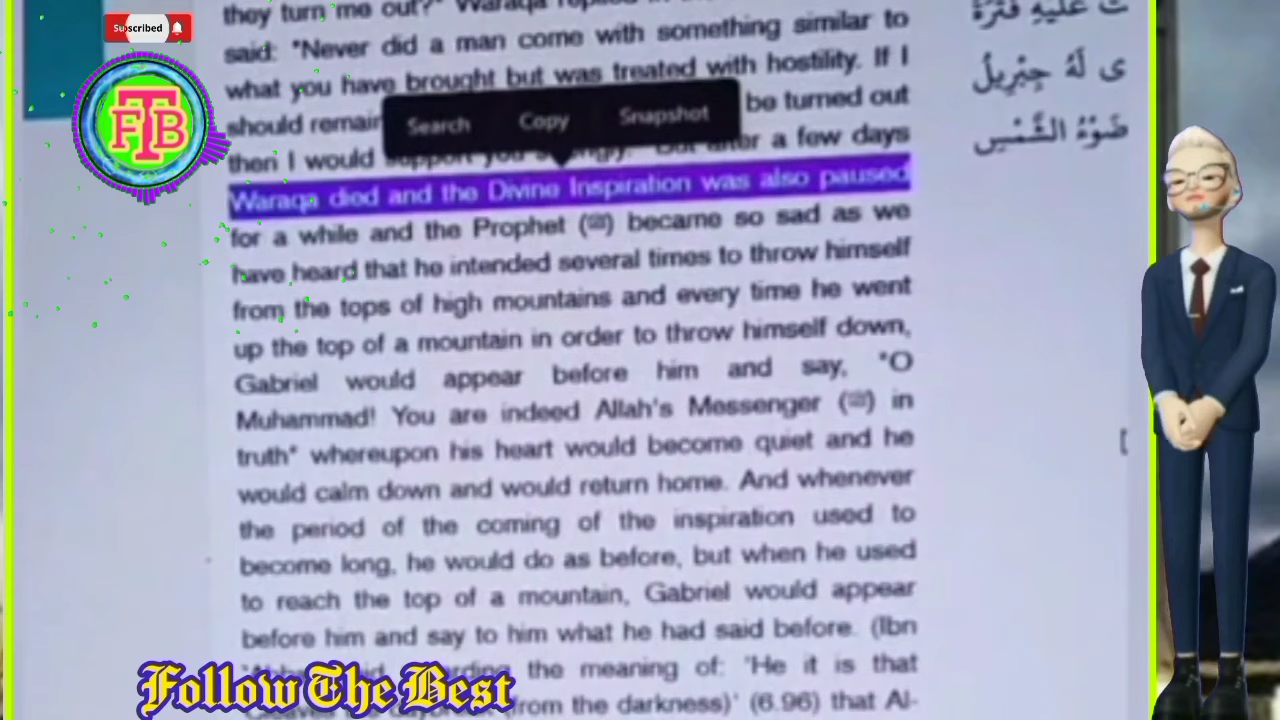 they turn me out?" Waraqa replied in the
said: "Never did a man come with something similar to
what you have brought but was treated with hostility. If I
should remain be turned out
then I would support you strongly." But after a few days
Waraqa died and the Divine Inspiration was also paused
for a while and the Prophet (ﷺ) became so sad as we
have heard that he intended several times to throw himself
from the tops of high mountains and every time he went
up the top of a mountain in order to throw himself down,
Gabriel would appear before him and say, "O
Muhammad! You are indeed Allah's Messenger (ﷺ) in
truth" whereupon his heart would become quiet and he
would calm down and would return home. And whenever
the period of the coming of the inspiration used to
become long, he would do as before, but when he used
to reach the top of a mountain, Gabriel would appear
before him and say to him what he had said before. (Ibn
the meaning of: 'He it is that
(from the darkness)' (6.96) that Al-
Search Copy Snapshot
عَلَيْهِ فَتْرَةُ
ى لَهُ جِبْرِيلُ
ضَوْءُ الشَّمْسِ
[
Subscribed
FTB
Follow The Best